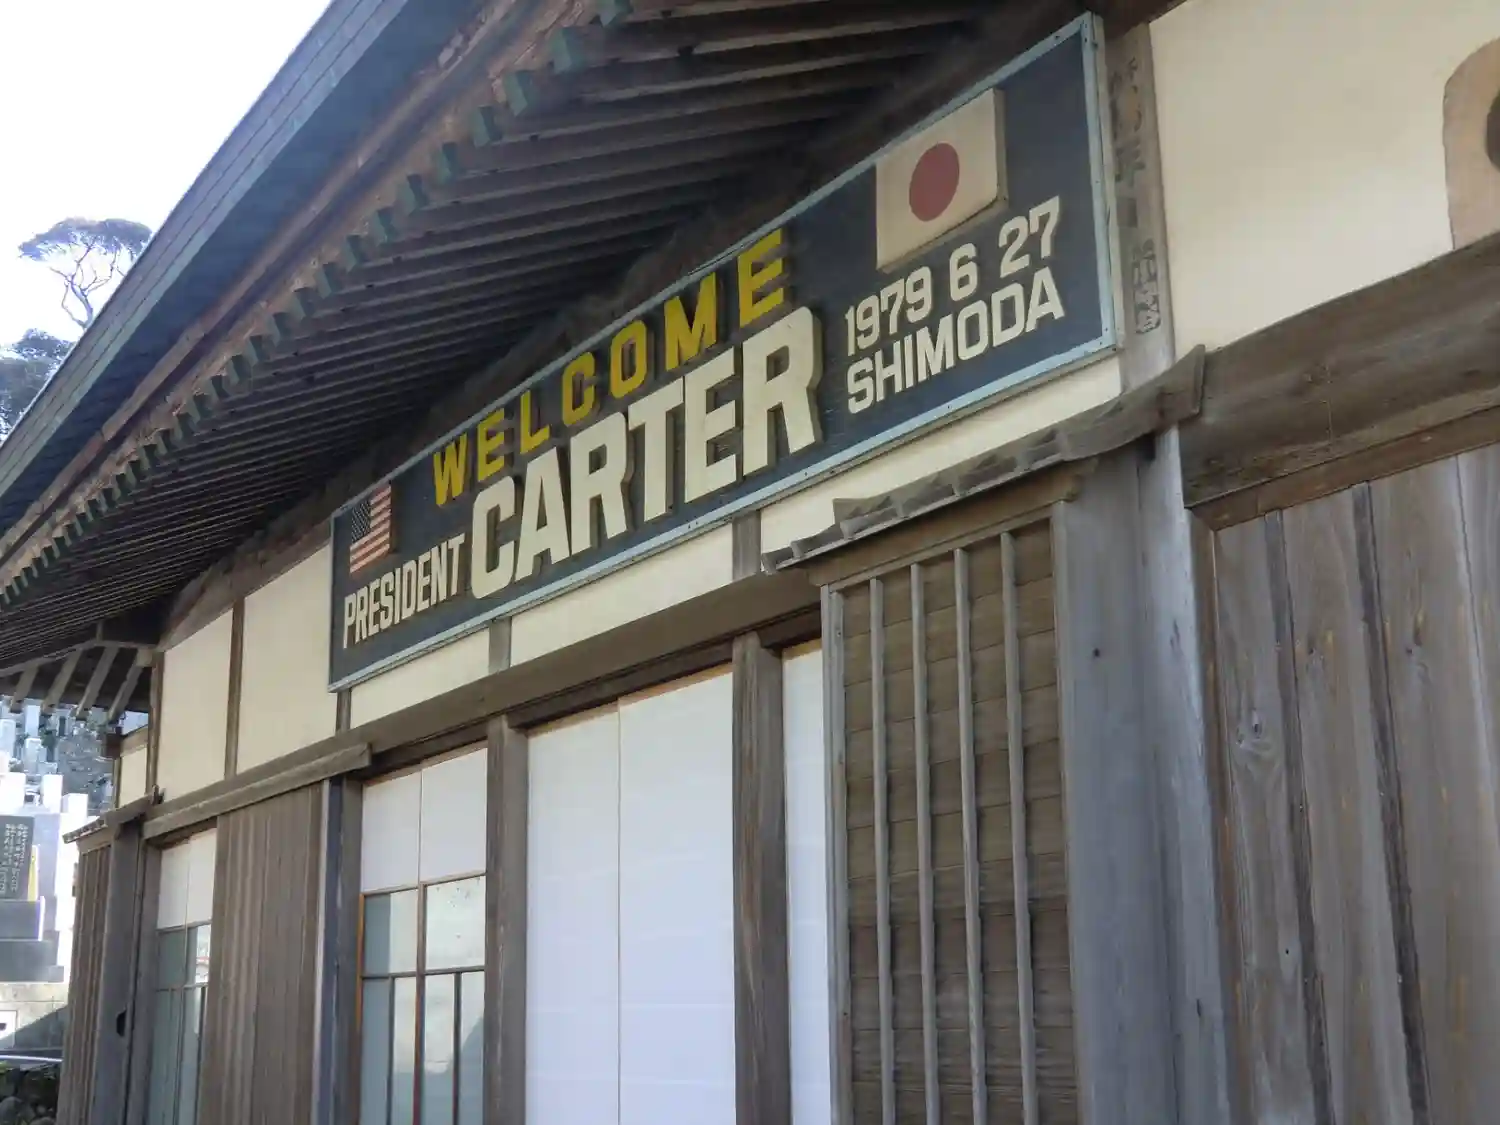 WELCOME
PRESIDENT CARTER
1979 6 27
SHIMODA